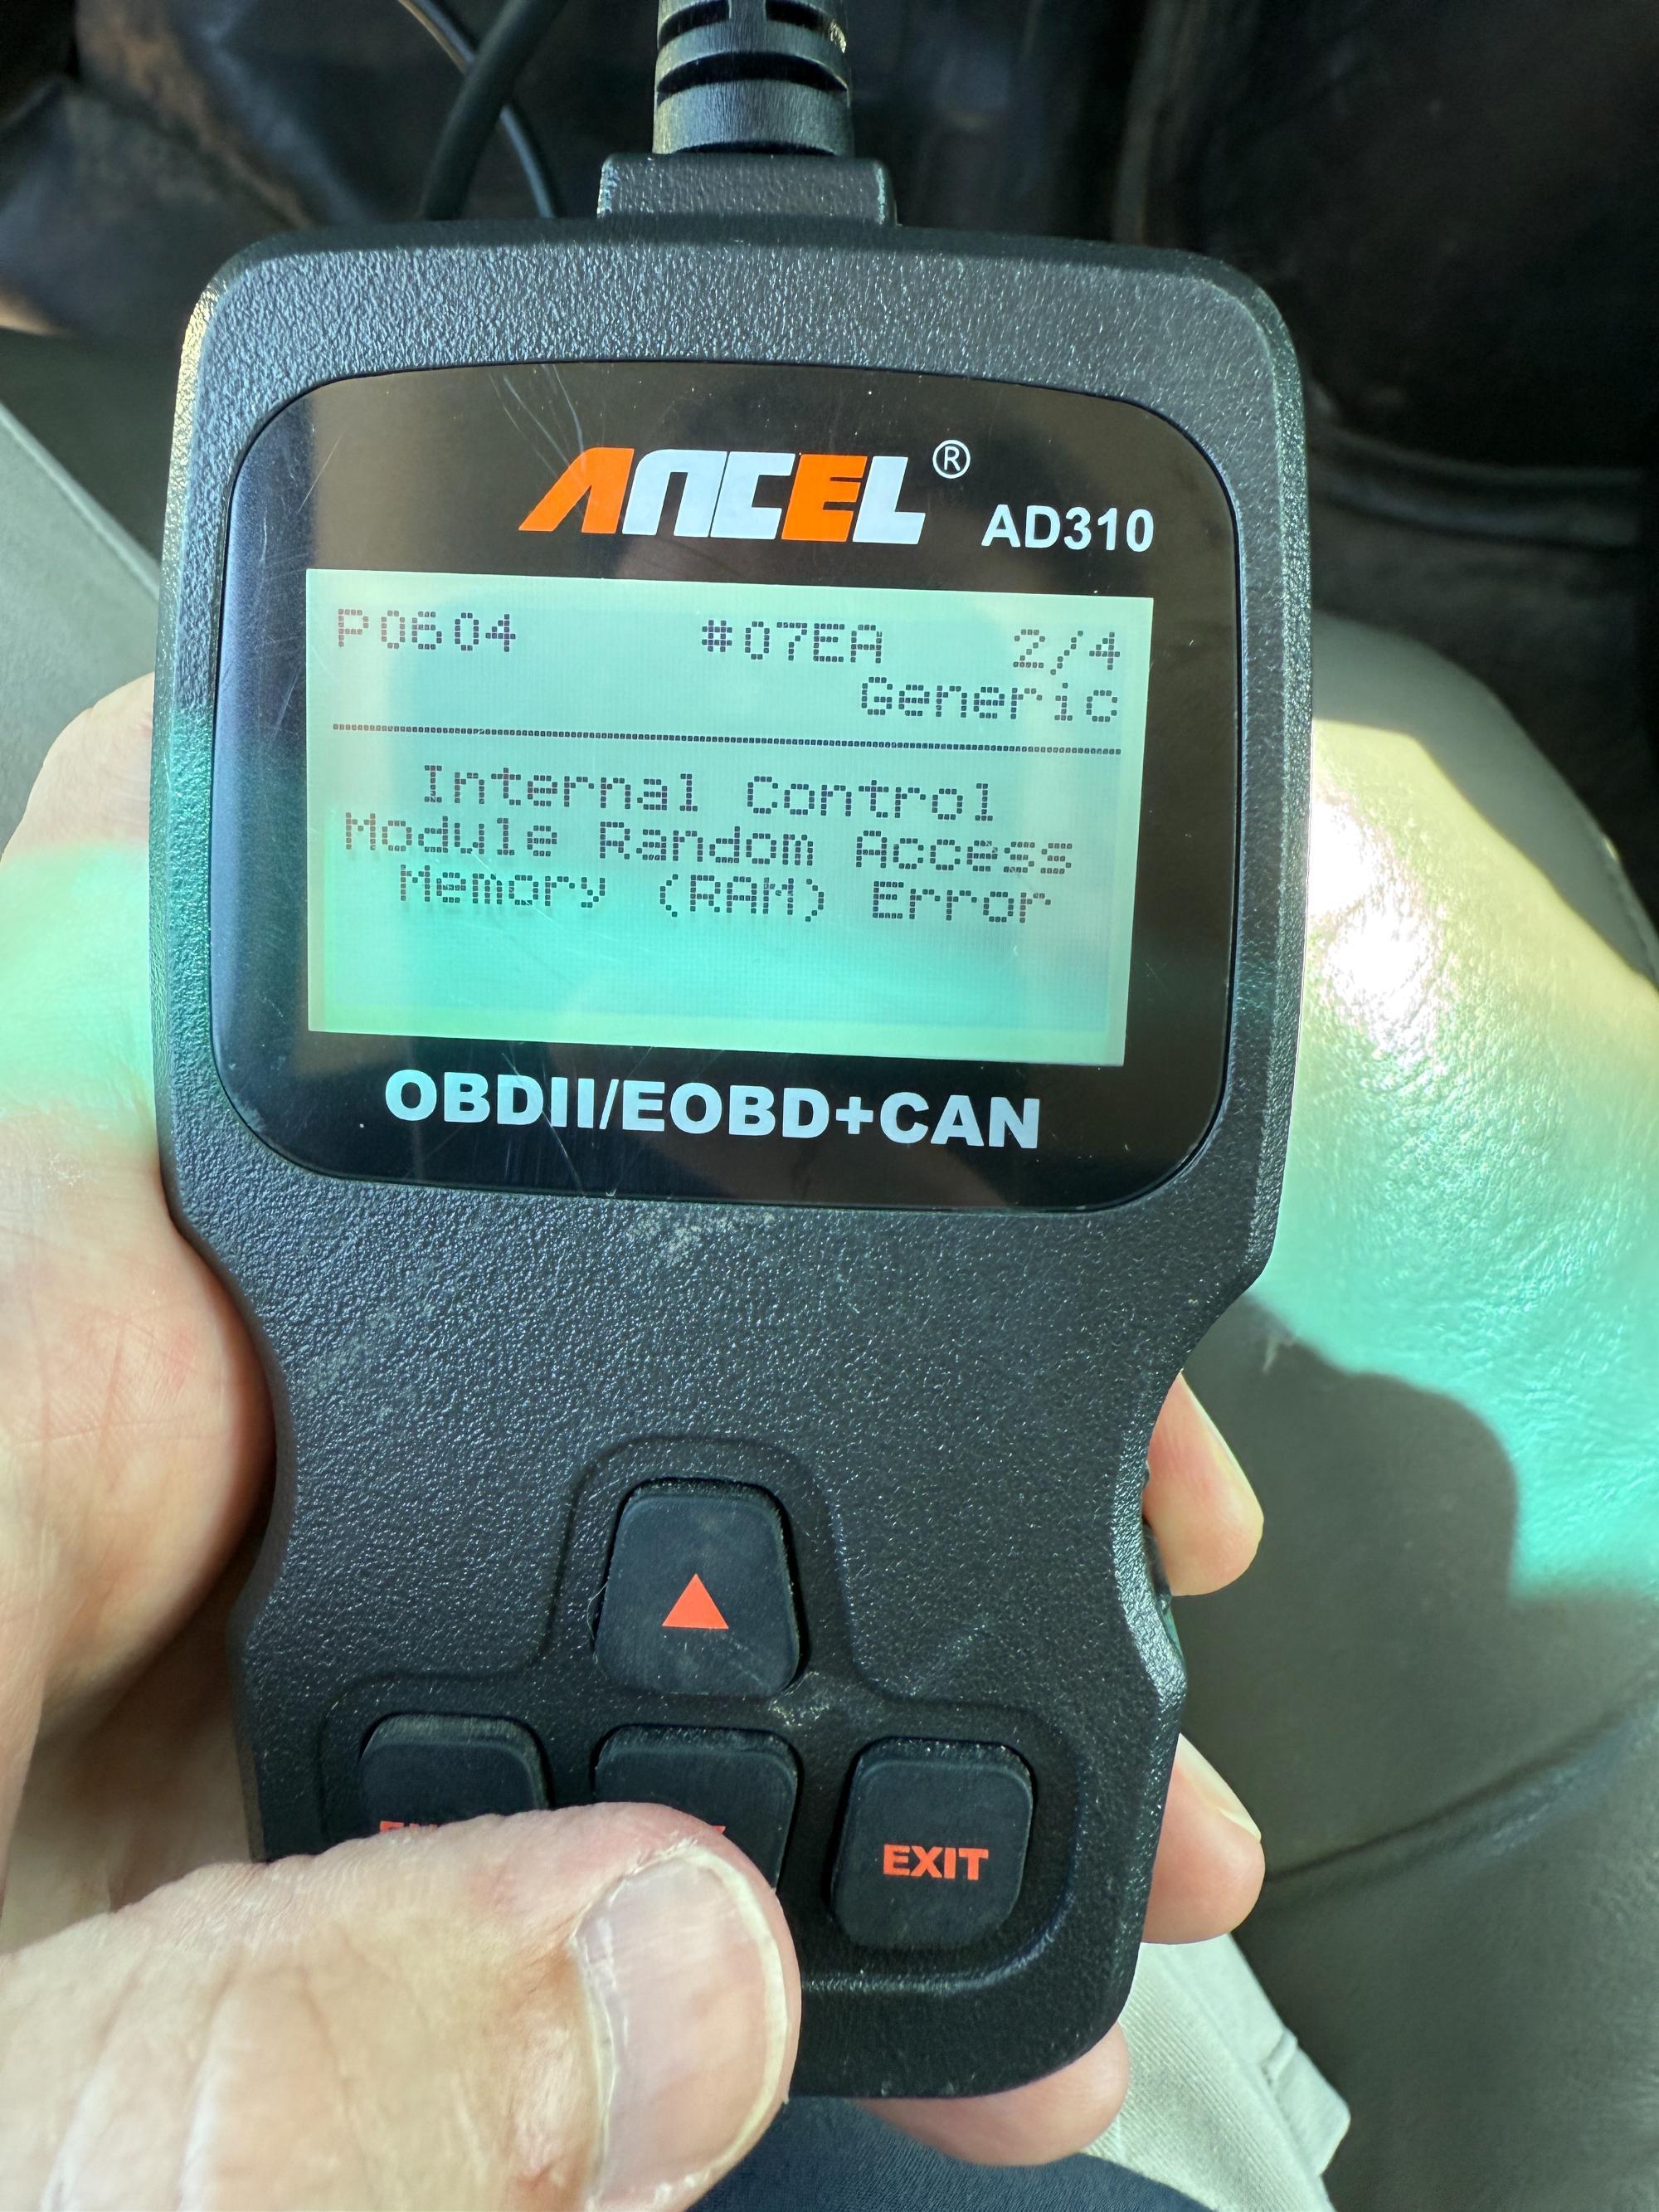 ANCEL®
AD310
P0604 #07EA 2/4
Generic
Internal Control
Module Random Access
Memory (RAM) Error
OBDII/EOBD+CAN
EXIT